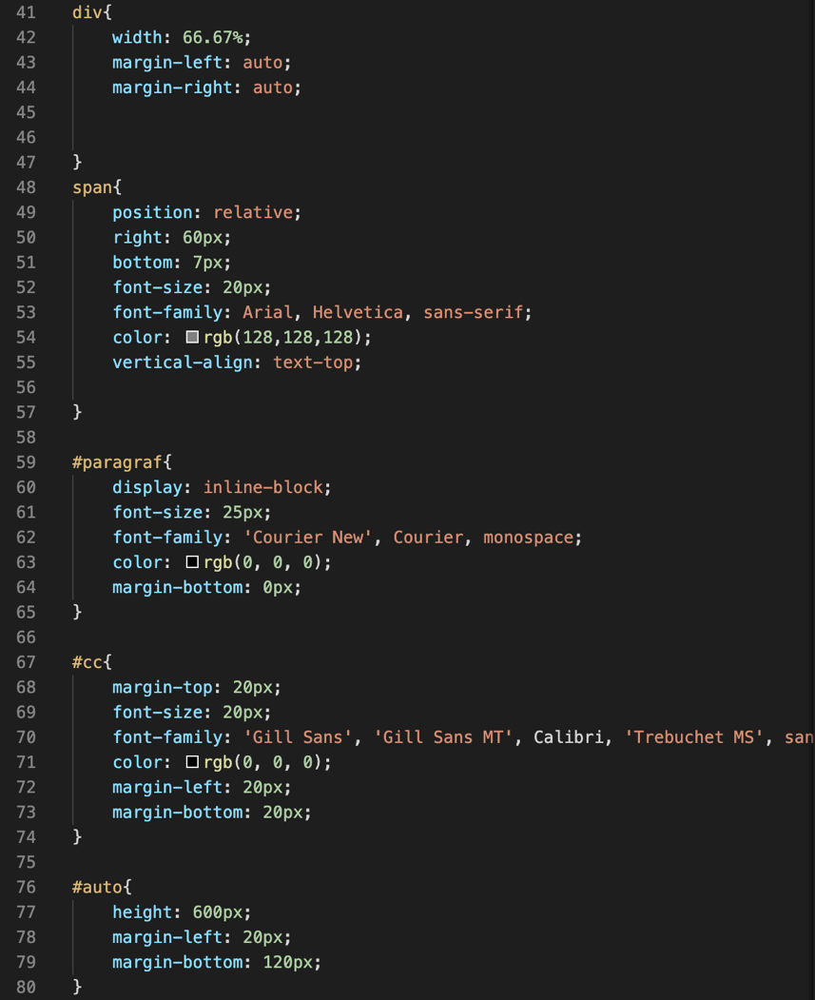 41 div{
42 width: 66.67%;
43 margin-left: auto;
44 margin-right: auto;
45
46
47 }
48 span{
49 position: relative;
50 right: 60px;
51 bottom: 7px;
52 font-size: 20px;
53 font-family: Arial, Helvetica, sans-serif;
54 color: rgb(128,128,128);
55 vertical-align: text-top;
56
57 }
58
59 #paragraf{
60 display: inline-block;
61 font-size: 25px;
62 font-family: 'Courier New', Courier, monospace;
63 color: rgb(0, 0, 0);
64 margin-bottom: 0px;
65 }
66
67 #cc{
68 margin-top: 20px;
69 font-size: 20px;
70 font-family: 'Gill Sans', 'Gill Sans MT', Calibri, 'Trebuchet MS', san
71 color: rgb(0, 0, 0);
72 margin-left: 20px;
73 margin-bottom: 20px;
74 }
75
76 #auto{
77 height: 600px;
78 margin-left: 20px;
79 margin-bottom: 120px;
80 }